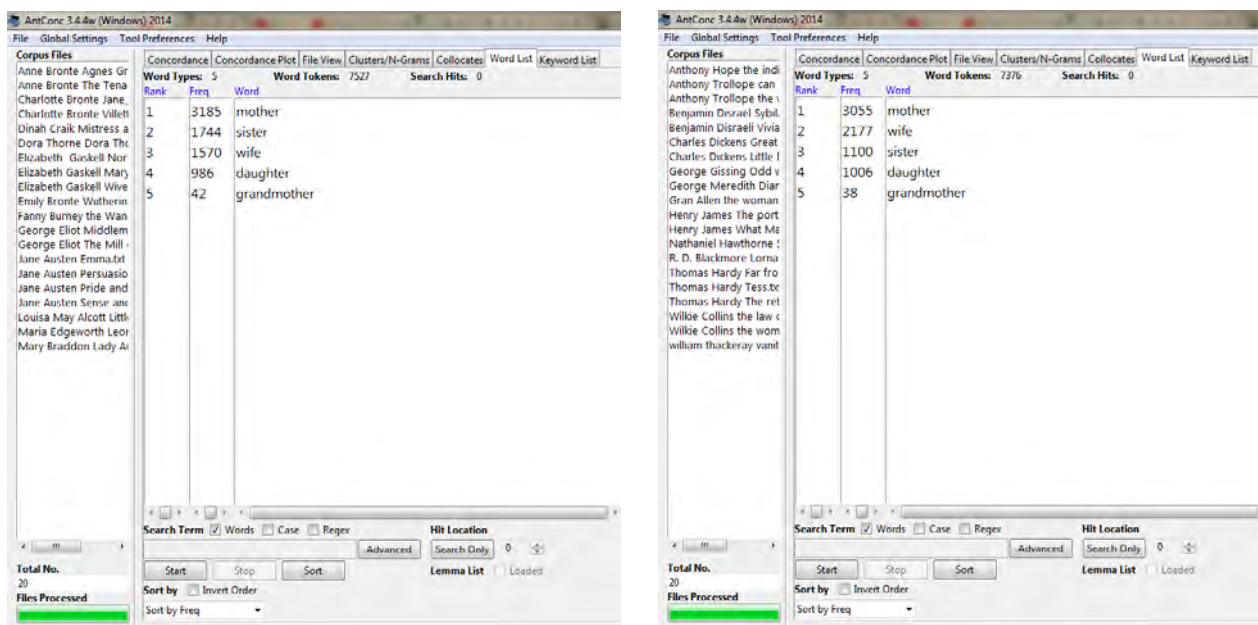 AntConc 3.4.4w (Windows) 2014
File Global Settings Tool Preferences Help
Corpus Files
Concordance Concordance Plot File View Clusters/N-Grams Collocates Word List Keyword List
Word Types: 5 Word Tokens: 7527 Search Hits: 0
Rank Freq Word
1 3185 mother
2 1744 sister
3 1570 wife
4 986 daughter
5 42 grandmother
Anne Bronte Agnes Gr
Anne Bronte The Tena
Charlotte Bronte Jane_
Charlotte Bronte Villett
Dinah Craik Mistress a
Dora Thorne Dora Tho
Elizabeth Gaskell Nor
Elizabeth Gaskell Mary
Elizabeth Gaskell Wive
Emily Bronte Wutherin
Fanny Burney the Wan
George Eliot Middlem
George Eliot The Mill
Jane Austen Emma.txt
Jane Austen Persuasio
Jane Austen Pride and
Jane Austen Sense and
Louisa May Alcott Littl
Maria Edgeworth Leor
Mary Braddon Lady A
Search Term Words Case Regex Hit Location
Advanced Search Only 0
Total No.
20
Files Processed
Start Stop Sort Lemma List Loaded
Sort by Invert Order
Sort by Freq
AntConc 3.4.4w (Windows) 2014
File Global Settings Tool Preferences Help
Corpus Files
Concordance Concordance Plot File View Clusters/N-Grams Collocates Word List Keyword List
Word Types: 5 Word Tokens: 7376 Search Hits: 0
Rank Freq Word
1 3055 mother
2 2177 wife
3 1100 sister
4 1006 daughter
5 38 grandmother
Anthony Hope the indi
Anthony Trollope can
Anthony Trollope the
Benjamin Disrael Sybil.
Benjamin Disraeli Vivia
Charles Dickens Great
Charles Dickens Little
George Gissing Odd v
George Meredith Diar
Gran Allen the woman
Henry James The port
Henry James What Ma
Nathaniel Hawthorne
R. D. Blackmore Lorna
Thomas Hardy Far fro
Thomas Hardy Tess.tx
Thomas Hardy The ret
Wilkie Collins the law
Wilkie Collins the wom
william thackeray vanit
Search Term Words Case Regex Hit Location
Advanced Search Only 0
Total No.
20
Files Processed
Start Stop Sort Lemma List Loaded
Sort by Invert Order
Sort by Freq